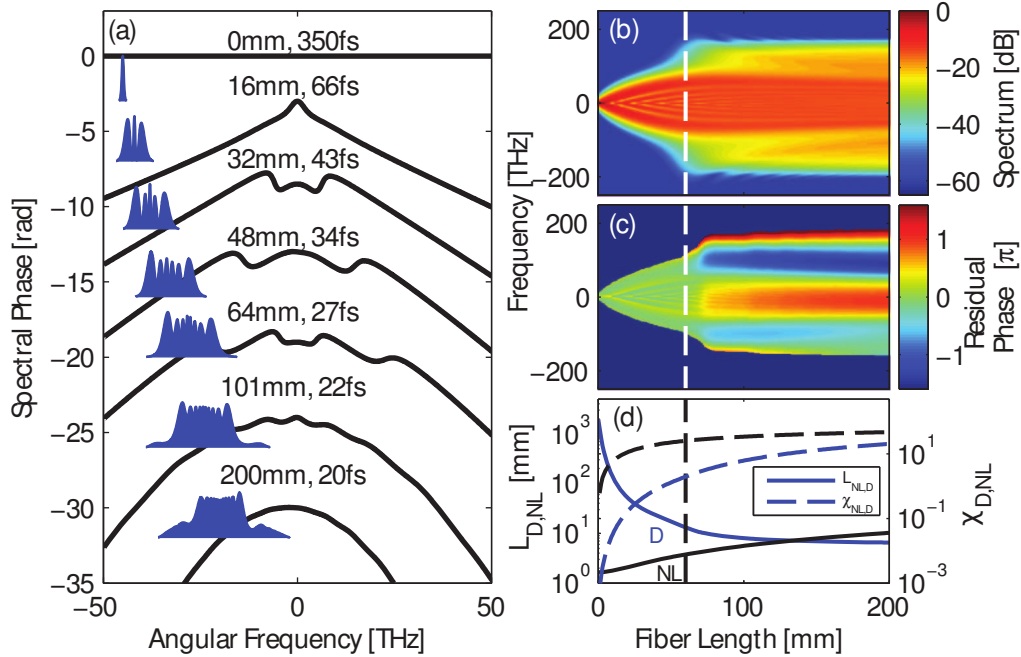 (a)
0mm, 350fs
16mm, 66fs
32mm, 43fs
48mm, 34fs
64mm, 27fs
101mm, 22fs
200mm, 20fs
0
−5
−10
−15
−20
−25
−30
−35
−50
0
50
Spectral Phase [rad]
Angular Frequency [THz]
(b)
200
0
−200
0
−20
−40
−60
Spectrum [dB]
Frequency [THz]
(c)
200
0
−200
1
0
−1
Residual
Phase [π]
(d)
10³
10²
10¹
10⁰
L_D,NL [mm]
L_NL,D
χ_NL,D
D
NL
10¹
10⁻¹
10⁻³
χ_D,NL
0
100
200
Fiber Length [mm]